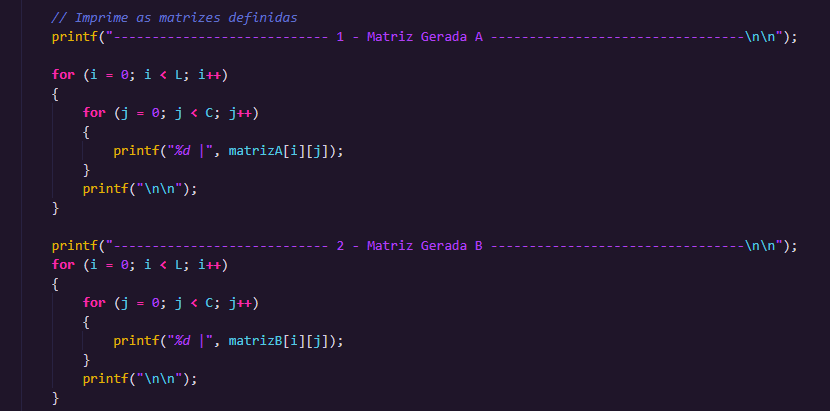 // Imprime as matrizes definidas
printf("---------------------------- 1 - Matriz Gerada A ---------------------------------\n\n");
for (i = 0; i < L; i++)
{
for (j = 0; j < C; j++)
{
printf("%d |", matrizA[i][j]);
}
printf("\n\n");
}
printf("---------------------------- 2 - Matriz Gerada B ---------------------------------\n\n");
for (i = 0; i < L; i++)
{
for (j = 0; j < C; j++)
{
printf("%d |", matrizB[i][j]);
}
printf("\n\n");
}